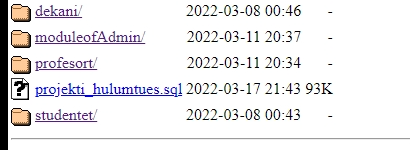 dekani/ 2022-03-08 00:46 -
moduleofAdmin/ 2022-03-11 20:37 -
profesort/ 2022-03-11 20:34 -
projekti_hulumtues.sql 2022-03-17 21:43 93K
studentet/ 2022-03-08 00:43 -